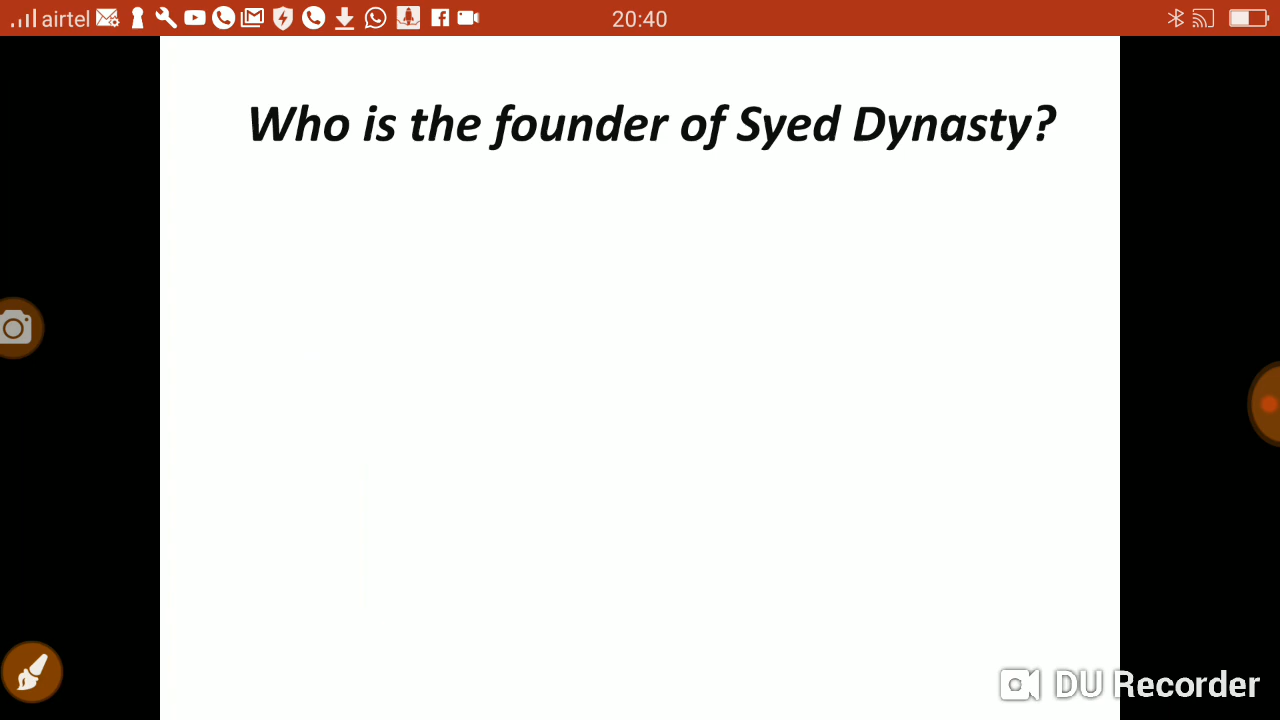 airtel
20:40
Who is the founder of Syed Dynasty?
DU Recorder